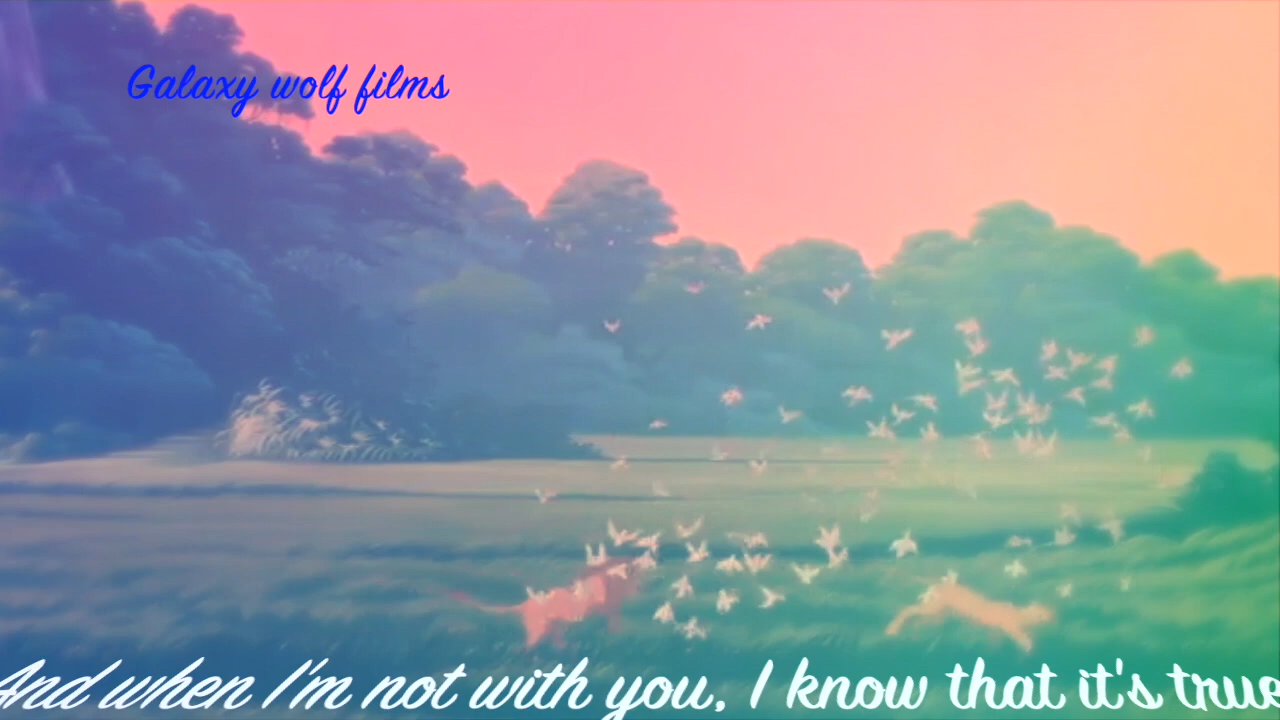 Galaxy wolf films
And when I'm not with you, I know that it's true